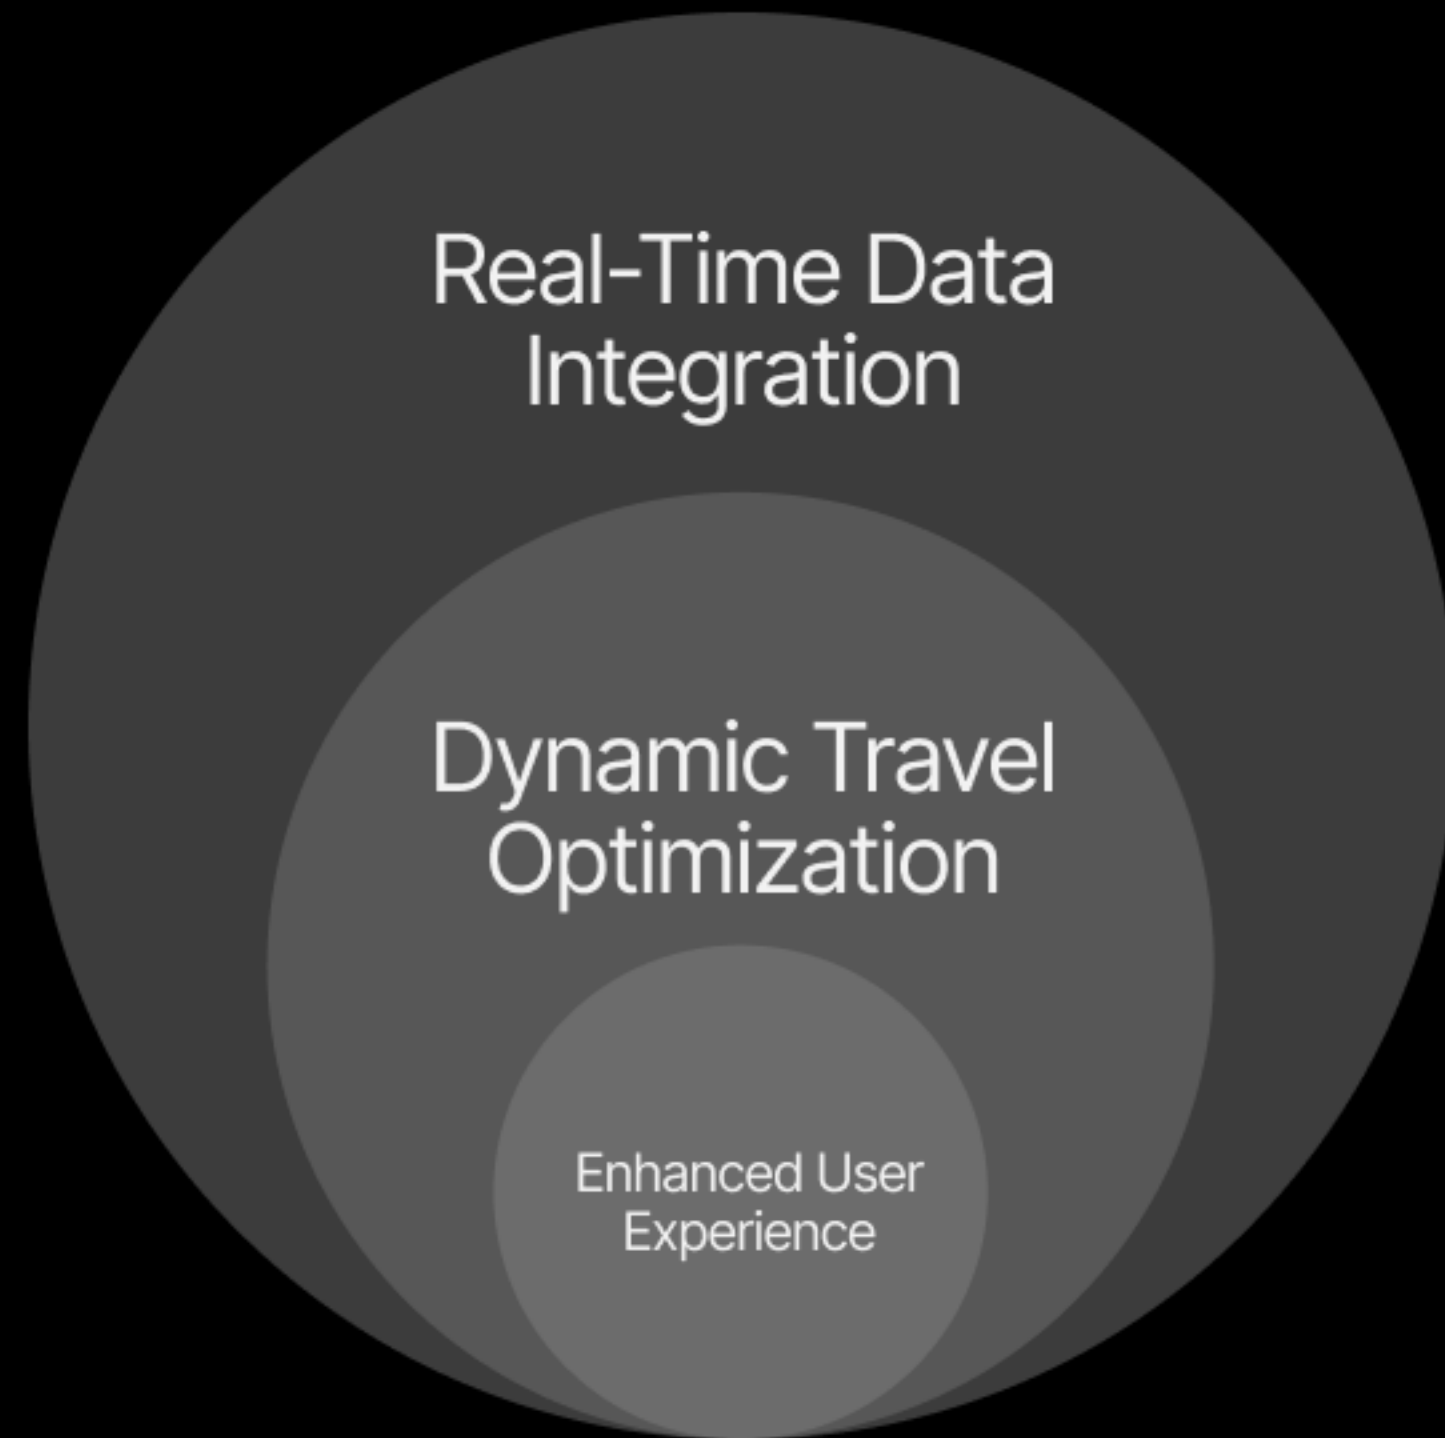 Real-Time Data
Integration
Dynamic Travel
Optimization
Enhanced User
Experience